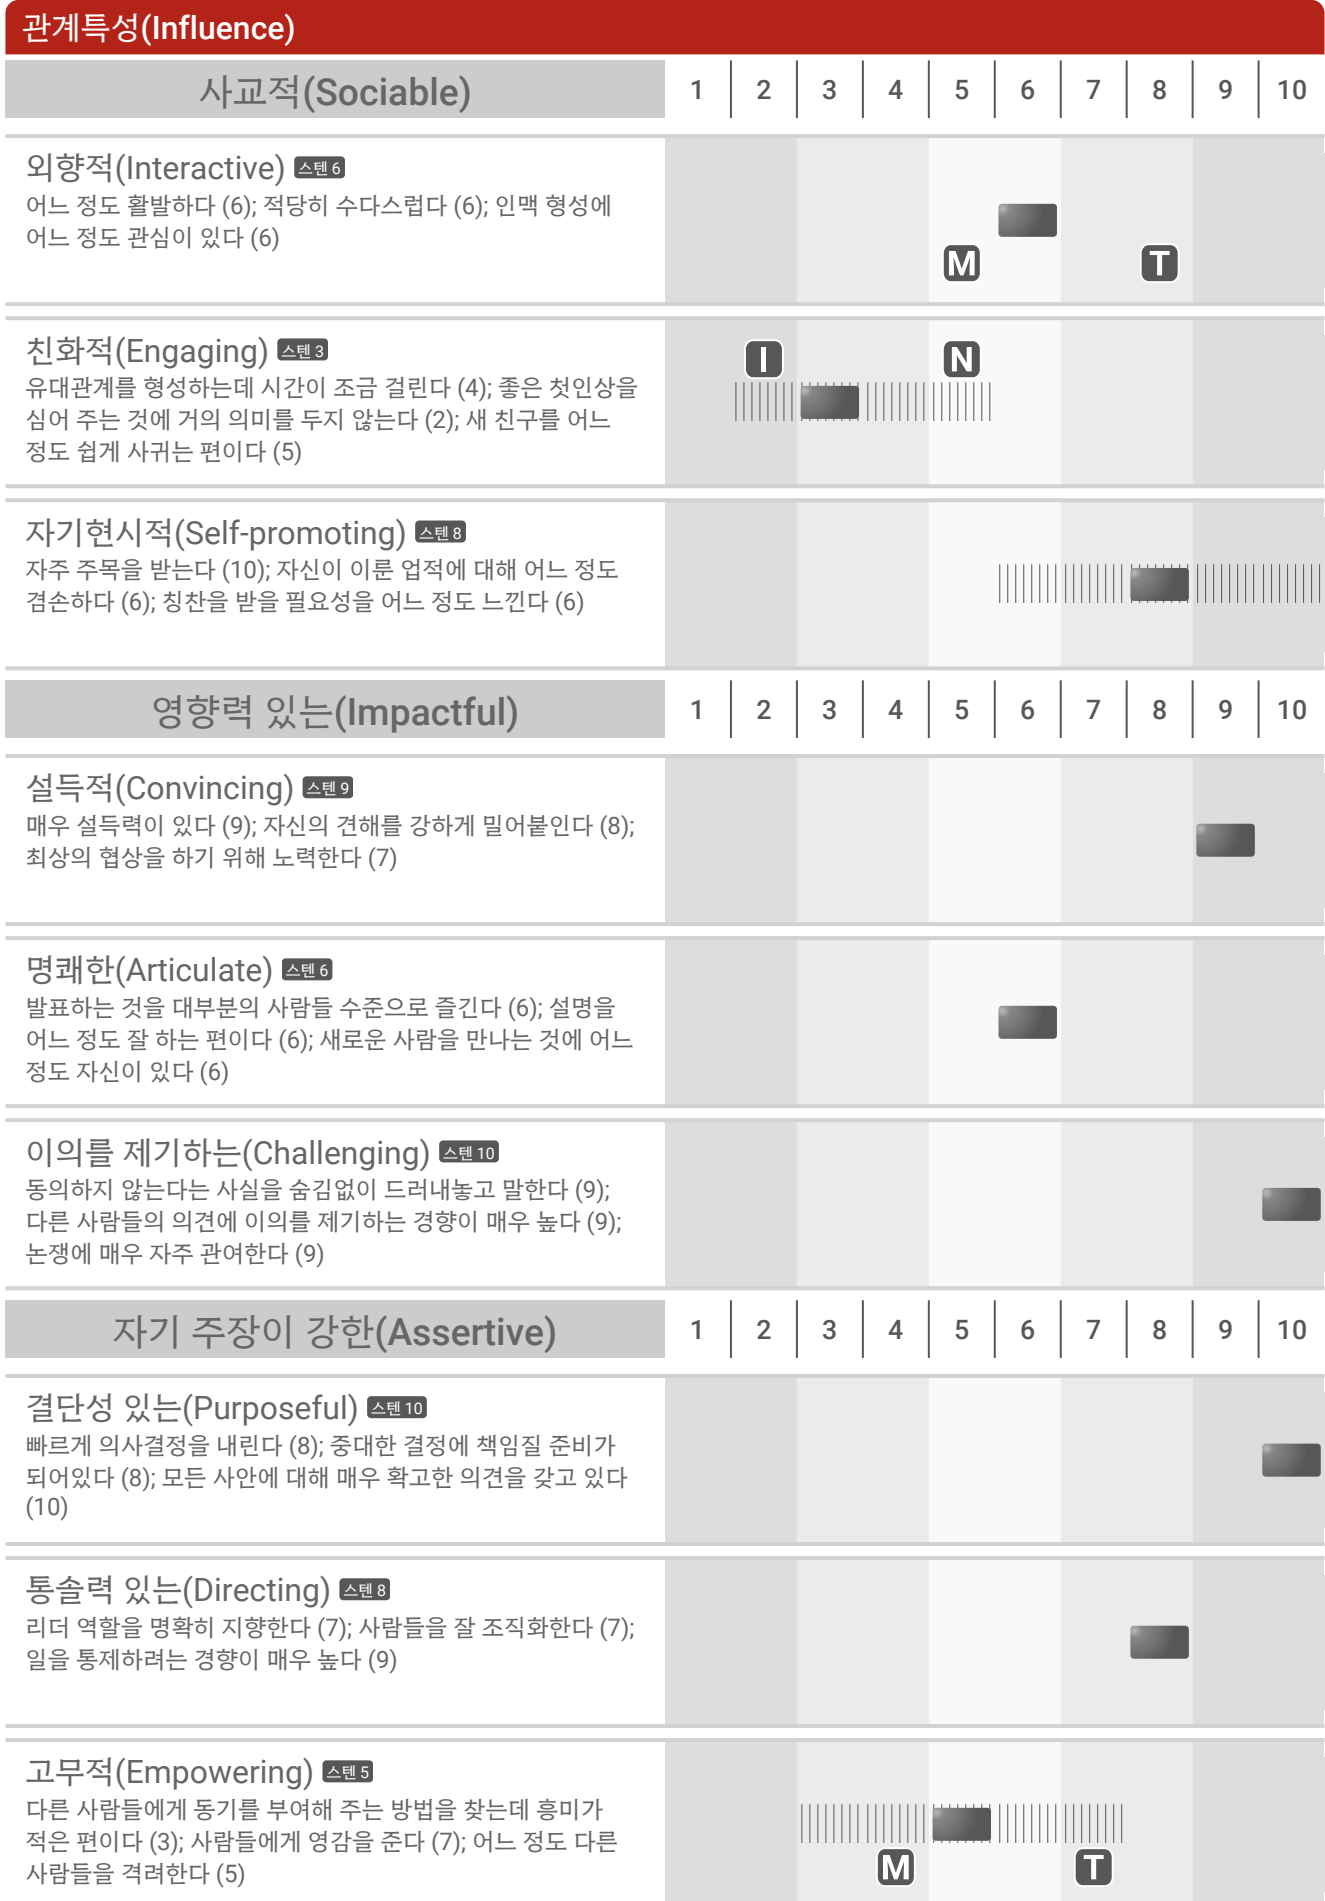 관계특성(Influence)
사교적(Sociable) 1 2 3 4 5 6 7 8 9 10
외향적(Interactive) 스텐 6
어느 정도 활발하다 (6); 적당히 수다스럽다 (6); 인맥 형성에
어느 정도 관심이 있다 (6)
M T
친화적(Engaging) 스텐 3
I N
유대관계를 형성하는데 시간이 조금 걸린다 (4); 좋은 첫인상을
심어 주는 것에 거의 의미를 두지 않는다 (2); 새 친구를 어느
정도 쉽게 사귀는 편이다 (5)
자기현시적(Self-promoting) 스텐 8
자주 주목을 받는다 (10); 자신이 이룬 업적에 대해 어느 정도
겸손하다 (6); 칭찬을 받을 필요성을 어느 정도 느낀다 (6)
영향력 있는(Impactful) 1 2 3 4 5 6 7 8 9 10
설득적(Convincing) 스텐 9
매우 설득력이 있다 (9); 자신의 견해를 강하게 밀어붙인다 (8);
최상의 협상을 하기 위해 노력한다 (7)
명쾌한(Articulate) 스텐 6
발표하는 것을 대부분의 사람들 수준으로 즐긴다 (6); 설명을
어느 정도 잘 하는 편이다 (6); 새로운 사람을 만나는 것에 어느
정도 자신이 있다 (6)
이의를 제기하는(Challenging) 스텐 10
동의하지 않는다는 사실을 숨김없이 드러내놓고 말한다 (9);
다른 사람들의 의견에 이의를 제기하는 경향이 매우 높다 (9);
논쟁에 매우 자주 관여한다 (9)
자기 주장이 강한(Assertive) 1 2 3 4 5 6 7 8 9 10
결단성 있는(Purposeful) 스텐 10
빠르게 의사결정을 내린다 (8); 중대한 결정에 책임질 준비가
되어있다 (8); 모든 사안에 대해 매우 확고한 의견을 갖고 있다
(10)
통솔력 있는(Directing) 스텐 8
리더 역할을 명확히 지향한다 (7); 사람들을 잘 조직화한다 (7);
일을 통제하려는 경향이 매우 높다 (9)
고무적(Empowering) 스텐 5
다른 사람들에게 동기를 부여해 주는 방법을 찾는데 흥미가
적은 편이다 (3); 사람들에게 영감을 준다 (7); 어느 정도 다른
사람들을 격려한다 (5)
M T